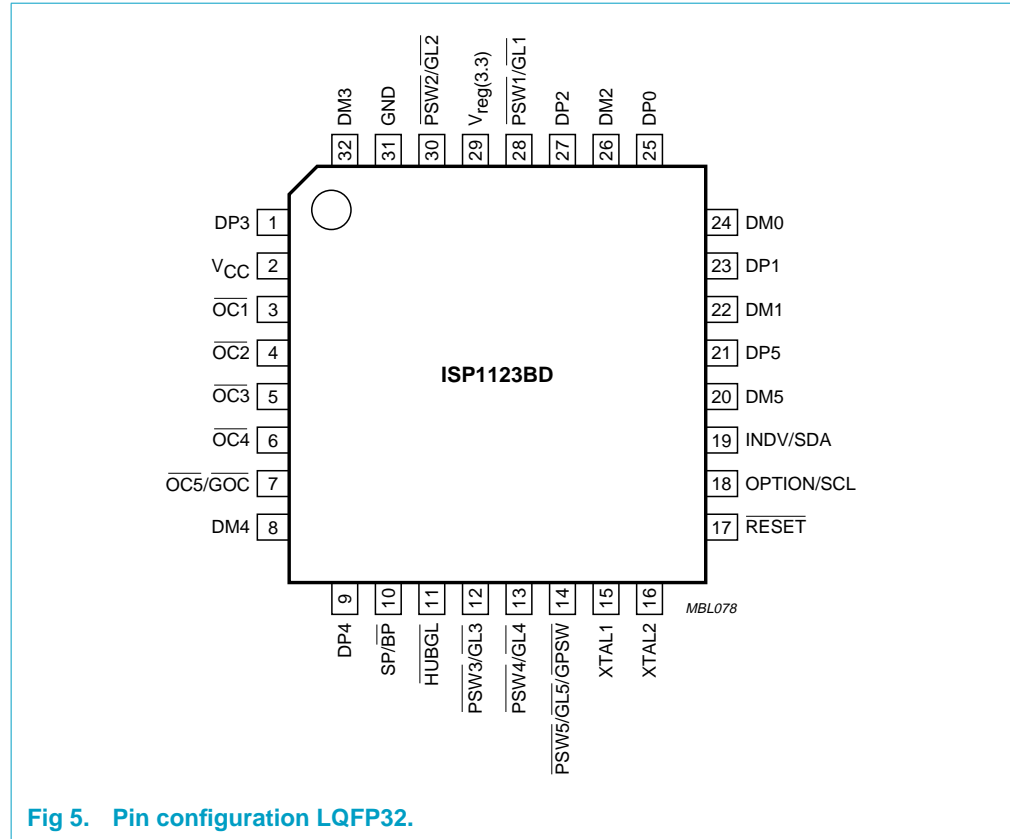 DM3
GND
PSW2/GL2
Vreg(3.3)
PSW1/GL1
DP2
DM2
DP0
32
31
30
29
28
27
26
25
DP3 1
VCC 2
OC1 3
OC2 4
OC3 5
OC4 6
OC5/GOC 7
DM4 8
ISP1123BD
24 DM0
23 DP1
22 DM1
21 DP5
20 DM5
19 INDV/SDA
18 OPTION/SCL
17 RESET
9
10
11
12
13
14
15
16
DP4
SP/BP
HUBGL
PSW3/GL3
PSW4/GL4
PSW5/GL5/GPSW
XTAL1
XTAL2
MBL078
Fig 5. Pin configuration LQFP32.